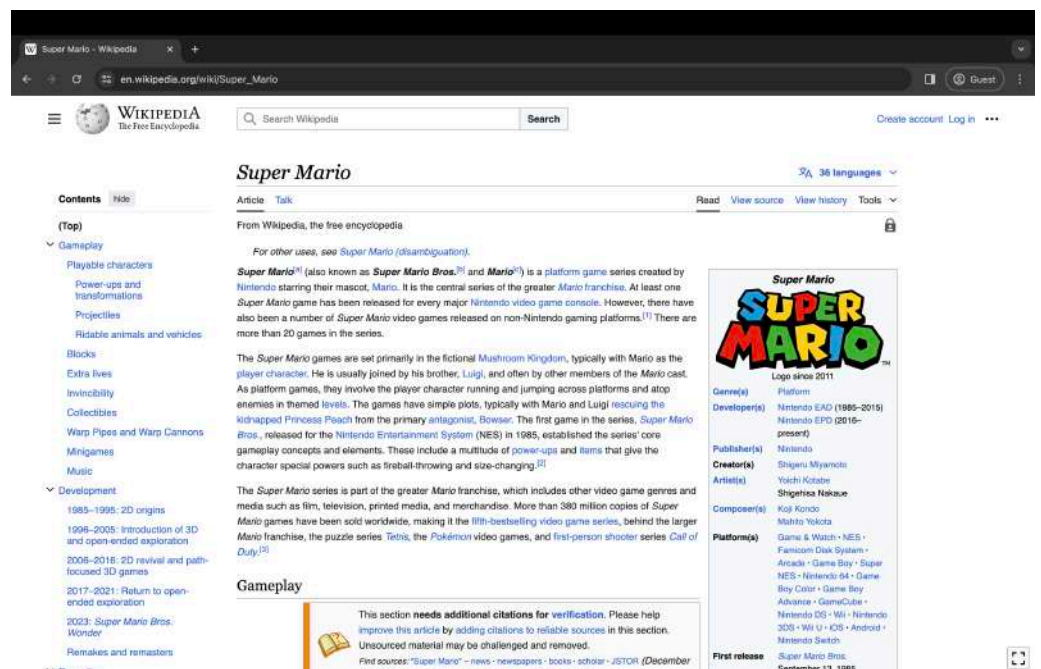 Super Mario - Wikipedia
en.wikipedia.org/wiki/Super_Mario
Guest
WIKIPEDIA
The Free Encyclopedia
Search Wikipedia
Search
Create account Log in
Super Mario
36 languages
Contents hide
Article Talk
Read View source View history Tools
(Top)
Gameplay
Playable characters
Power-ups and
transformations
Projectiles
Ridable animals and vehicles
Blocks
Extra lives
Invincibility
Collectibles
Warp Pipes and Warp Cannons
Minigames
Music
Development
1985–1995: 2D origins
1996–2005: Introduction of 3D
and open-ended exploration
2006–2016: 2D revival and path-
focused 3D games
2017–2021: Return to open-
ended exploration
2023: Super Mario Bros.
Wonder
Remakes and remasters
From Wikipedia, the free encyclopedia
For other uses, see Super Mario (disambiguation).
Super Mario[a] (also known as Super Mario Bros.[b] and Mario[c]) is a platform game series created by
Nintendo starring their mascot, Mario. It is the central series of the greater Mario franchise. At least one
Super Mario game has been released for every major Nintendo video game console. However, there have
also been a number of Super Mario video games released on non-Nintendo gaming platforms.[1] There are
more than 20 games in the series.
The Super Mario games are set primarily in the fictional Mushroom Kingdom, typically with Mario as the
player character. He is usually joined by his brother, Luigi, and often by other members of the Mario cast.
As platform games, they involve the player character running and jumping across platforms and atop
enemies in themed levels. The games have simple plots, typically with Mario and Luigi rescuing the
kidnapped Princess Peach from the primary antagonist, Bowser. The first game in the series, Super Mario
Bros., released for the Nintendo Entertainment System (NES) in 1985, established the series' core
gameplay concepts and elements. These include a multitude of power-ups and items that give the
character special powers such as fireball-throwing and size-changing.[2]
The Super Mario series is part of the greater Mario franchise, which includes other video game genres and
media such as film, television, printed media, and merchandise. More than 380 million copies of Super
Mario games have been sold worldwide, making it the fifth-bestselling video game series, behind the larger
Mario franchise, the puzzle series Tetris, the Pokémon video games, and first-person shooter series Call of
Duty.[3]
Gameplay
This section needs additional citations for verification. Please help
improve this article by adding citations to reliable sources in this section.
Unsourced material may be challenged and removed.
Find sources: "Super Mario" – news · newspapers · books · scholar · JSTOR (December
Super Mario
SUPER
MARIO
TM
Logo since 2011
Genre(s) Platform
Developer(s) Nintendo EAD (1985–2015)
Nintendo EPD (2016–
present)
Publisher(s) Nintendo
Creator(s) Shigeru Miyamoto
Artist(s) Yoichi Kotabe
Shigehisa Nakaue
Composer(s) Koji Kondo
Mahito Yokota
Platform(s) Game & Watch · NES ·
Famicom Disk System ·
Arcade · Game Boy · Super
NES · Nintendo 64 · Game
Boy Color · Game Boy
Advance · GameCube ·
Nintendo DS · Wii · Nintendo
3DS · Wii U · iOS · Android ·
Nintendo Switch
First release Super Mario Bros.
September 13, 1985